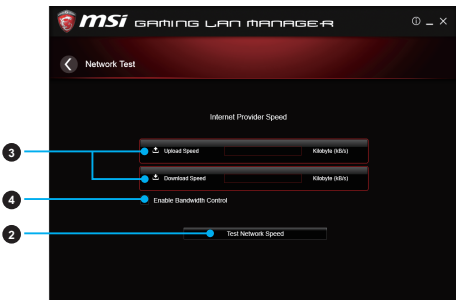 msi GAMING LAN MANAGER
Network Test
Internet Provider Speed
3
Upload Speed Kilobyte (kB/s)
Download Speed Kilobyte (kB/s)
4
Enable Bandwidth Control
2
Test Network Speed